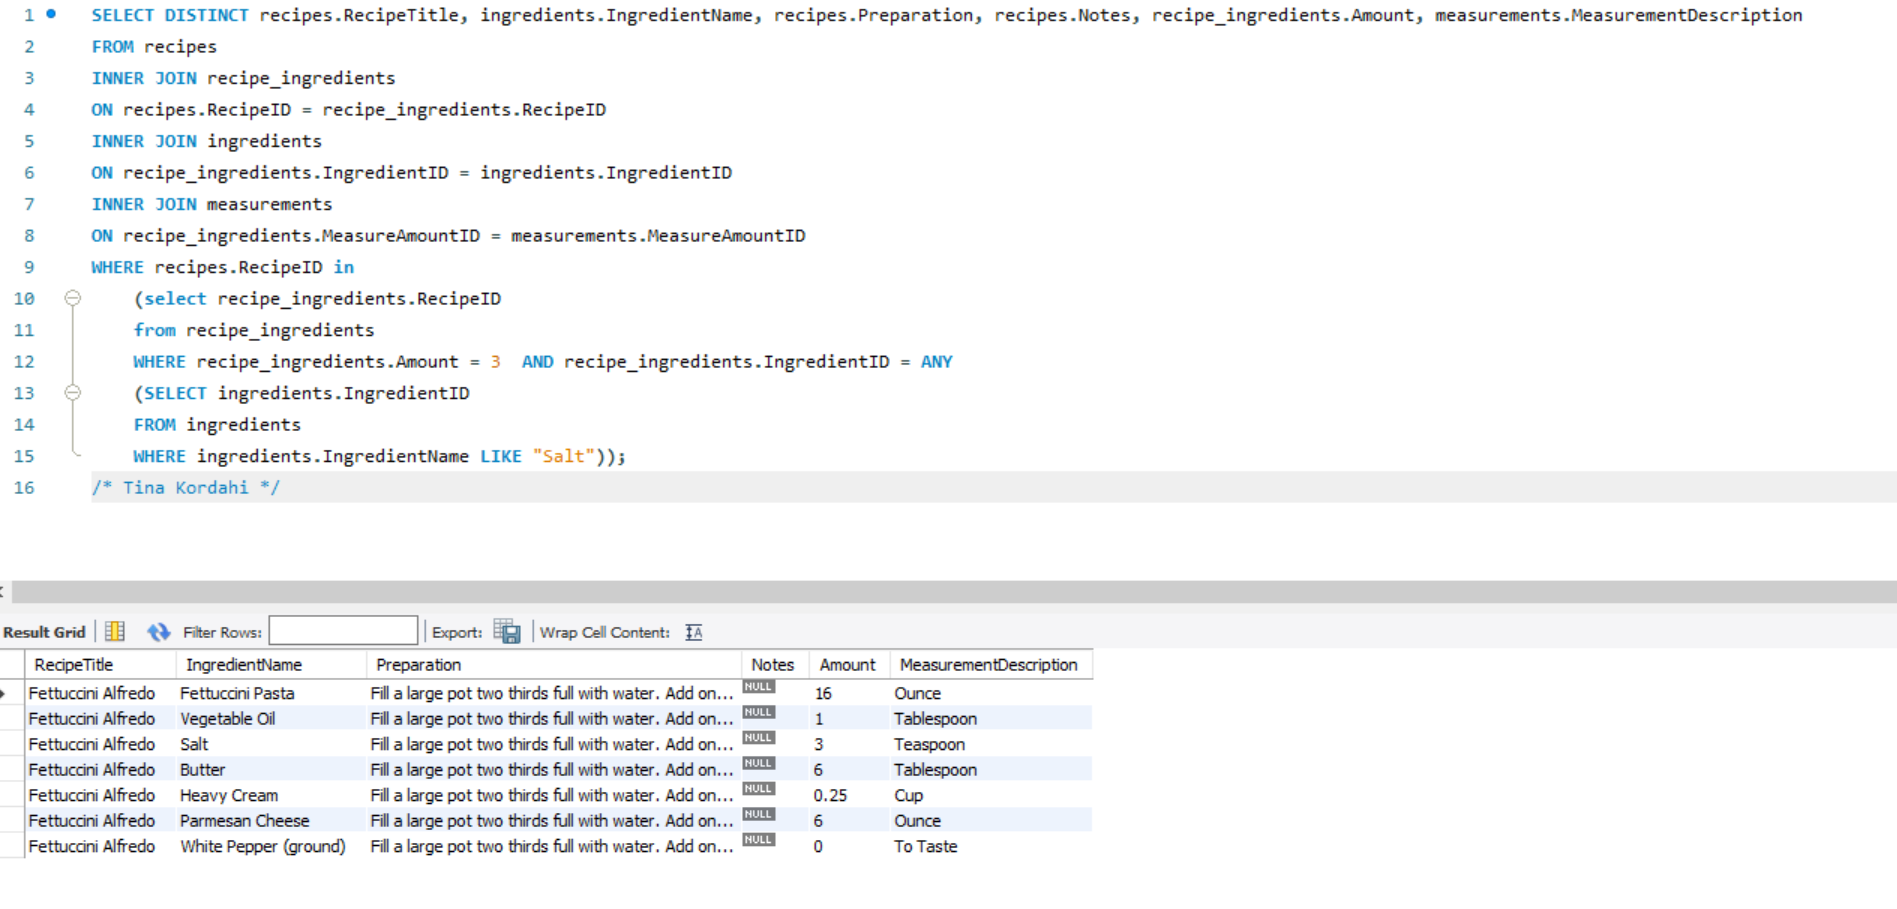 1 SELECT DISTINCT recipes.RecipeTitle, ingredients.IngredientName, recipes.Preparation, recipes.Notes, recipe_ingredients.Amount, measurements.MeasurementDescription
2 FROM recipes
3 INNER JOIN recipe_ingredients
4 ON recipes.RecipeID = recipe_ingredients.RecipeID
5 INNER JOIN ingredients
6 ON recipe_ingredients.IngredientID = ingredients.IngredientID
7 INNER JOIN measurements
8 ON recipe_ingredients.MeasureAmountID = measurements.MeasureAmountID
9 WHERE recipes.RecipeID in
10 (select recipe_ingredients.RecipeID
11 from recipe_ingredients
12 WHERE recipe_ingredients.Amount = 3  AND recipe_ingredients.IngredientID = ANY
13 (SELECT ingredients.IngredientID
14 FROM ingredients
15 WHERE ingredients.IngredientName LIKE "Salt"));
16 /* Tina Kordahi */
Result Grid Filter Rows: Export: Wrap Cell Content: IA
RecipeTitle IngredientName Preparation Notes Amount MeasurementDescription
Fettuccini Alfredo Fettuccini Pasta Fill a large pot two thirds full with water. Add on... NULL 16 Ounce
Fettuccini Alfredo Vegetable Oil Fill a large pot two thirds full with water. Add on... NULL 1 Tablespoon
Fettuccini Alfredo Salt Fill a large pot two thirds full with water. Add on... NULL 3 Teaspoon
Fettuccini Alfredo Butter Fill a large pot two thirds full with water. Add on... NULL 6 Tablespoon
Fettuccini Alfredo Heavy Cream Fill a large pot two thirds full with water. Add on... NULL 0.25 Cup
Fettuccini Alfredo Parmesan Cheese Fill a large pot two thirds full with water. Add on... NULL 6 Ounce
Fettuccini Alfredo White Pepper (ground) Fill a large pot two thirds full with water. Add on... NULL 0 To Taste